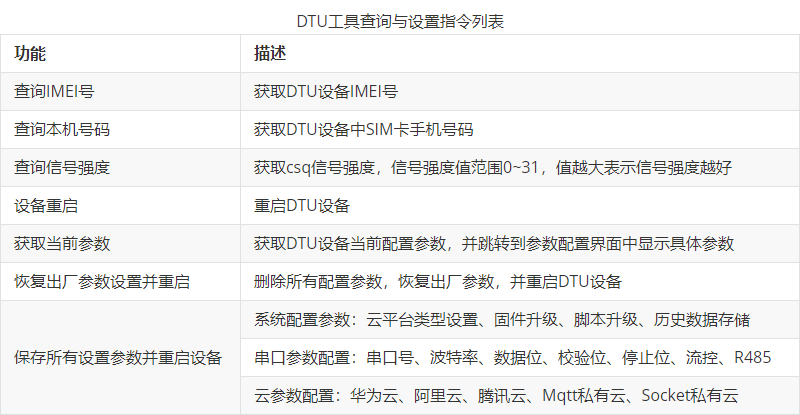 DTU工具查询与设置指令列表
功能 描述
查询IMEI号 获取DTU设备IMEI号
查询本机号码 获取DTU设备中SIM卡手机号码
查询信号强度 获取csq信号强度，信号强度值范围0~31，值越大表示信号强度越好
设备重启 重启DTU设备
获取当前参数 获取DTU设备当前配置参数，并跳转到参数配置界面中显示具体参数
恢复出厂参数设置并重启 删除所有配置参数，恢复出厂参数，并重启DTU设备
系统配置参数：云平台类型设置、固件升级、脚本升级、历史数据存储
保存所有设置参数并重启设备 串口参数配置：串口号、波特率、数据位、校验位、停止位、流控、R485
云参数配置：华为云、阿里云、腾讯云、Mqtt私有云、Socket私有云